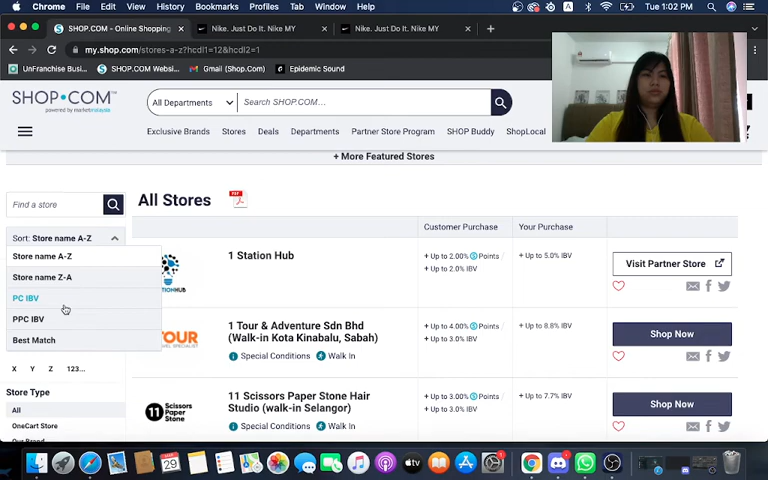 Chrome File Edit View History Bookmarks Profiles Tab Window Help
Tue 1:02 PM
SHOP.COM - Online Shopping
Nike. Just Do It. Nike MY
Nike. Just Do It. Nike MY
my.shop.com/stores-a-z?hcdl1=12&hcdl2=1
UnFranchise Busi...
SHOP.COM Websi...
Gmail (Shop.Com)
Epidemic Sound
SHOP•COM™
powered by marketmalaysia
All Departments
Search SHOP.COM...
Exclusive Brands Stores Deals Departments Partner Store Program SHOP Buddy ShopLocal
+ More Featured Stores
Find a store
All Stores
PDF
Sort: Store name A-Z
Store name A-Z
Store name Z-A
PC IBV
PPC IBV
Best Match
X Y Z 123...
Store Type
All
OneCart Store
Our Brand
Customer Purchase
Your Purchase
1 Station Hub
+ Up to 2.00% Points /
+ Up to 2.0% IBV
+ Up to 5.0% IBV
Visit Partner Store
1 Tour & Adventure Sdn Bhd
(Walk-in Kota Kinabalu,
Sabah)
Special Conditions
Walk In
+ Up to 4.00% Points /
+ Up to 3.0% IBV
+ Up to 8.8% IBV
Shop Now
11 Scissors Paper Stone
11 Scissors Paper Stone Hair
Studio (walk-in Selangor)
Special Conditions
Walk In
+ Up to 3.00% Points /
+ Up to 3.0% IBV
+ Up to 7.7% IBV
Shop Now